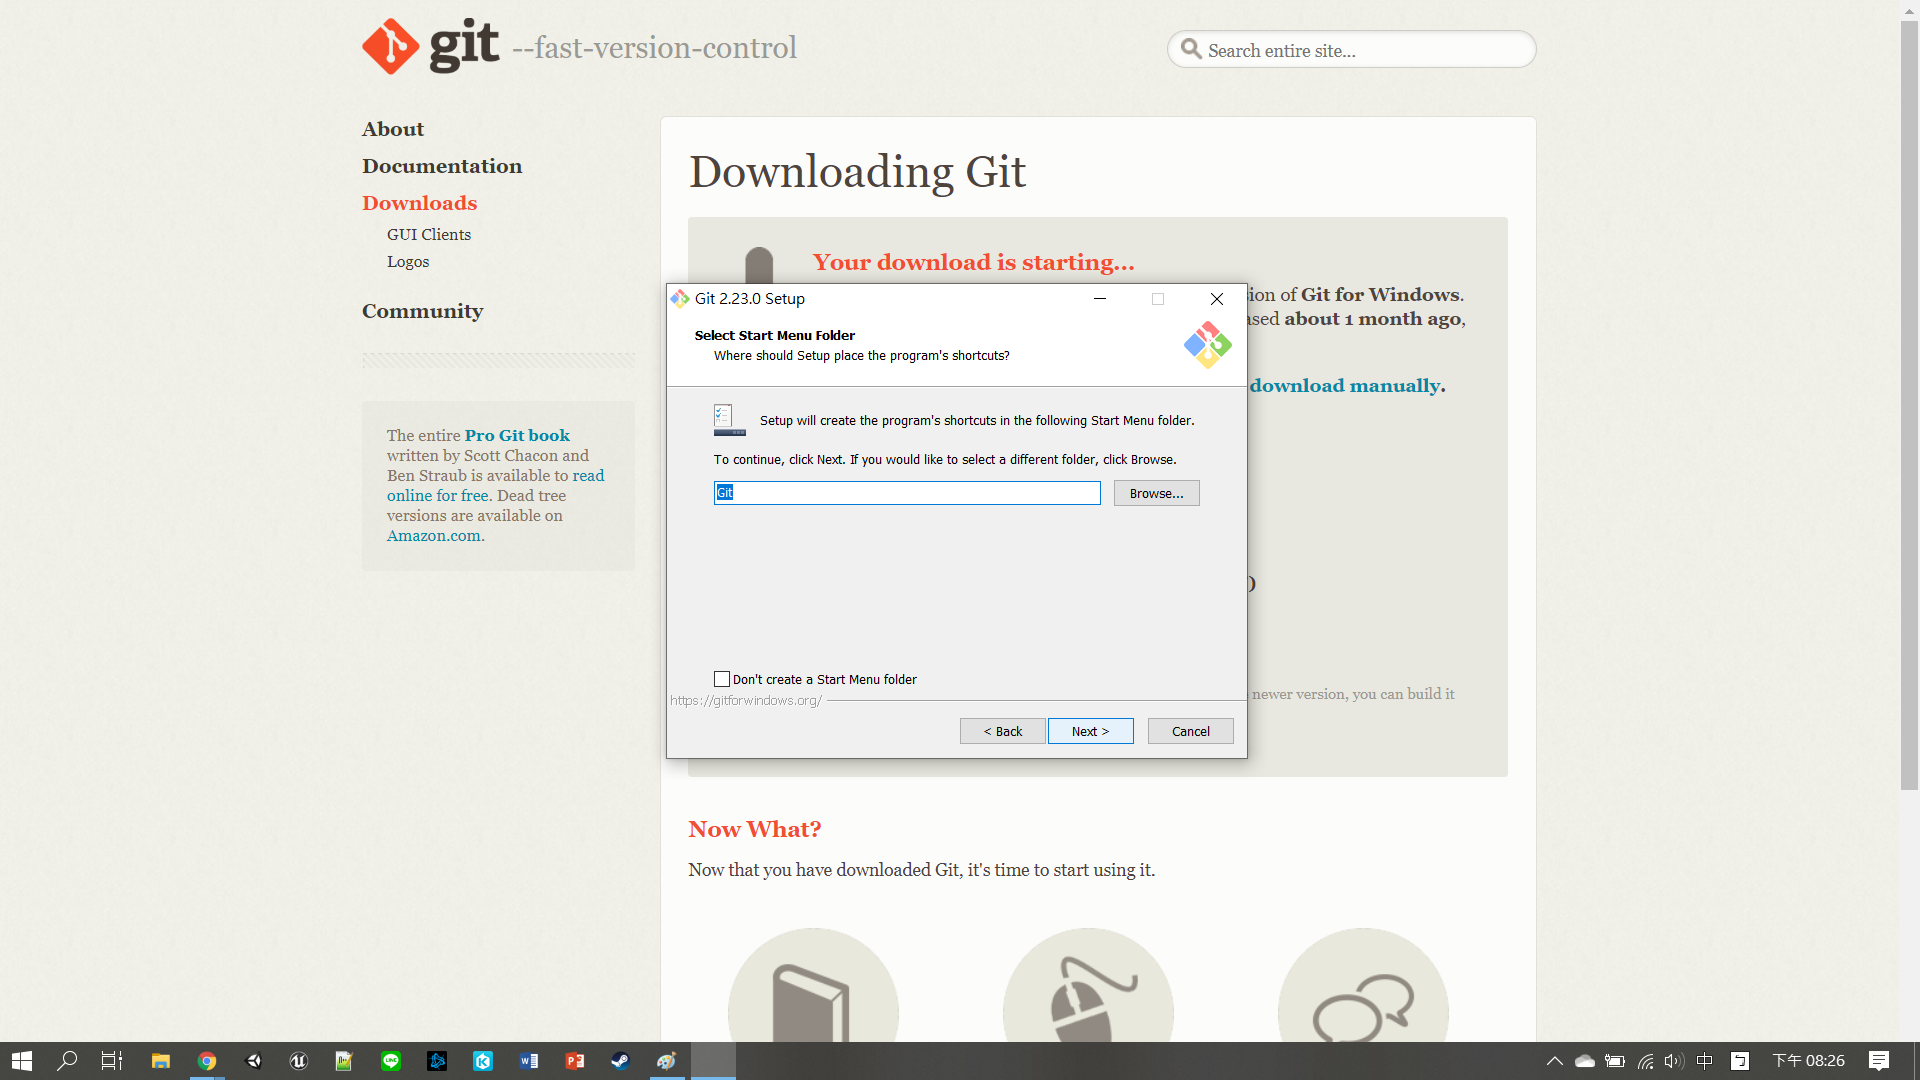 git --fast-version-control
Search entire site...
About
Documentation
Downloads
GUI Clients
Logos
Community
The entire Pro Git book
written by Scott Chacon and
Ben Straub is available to read
online for free. Dead tree
versions are available on
Amazon.com.
Downloading Git
Your download is starting...
ion of Git for Windows.
ased about 1 month ago,
download manually.
)
newer version, you can build it
Git 2.23.0 Setup
Select Start Menu Folder
Where should Setup place the program's shortcuts?
Setup will create the program's shortcuts in the following Start Menu folder.
To continue, click Next. If you would like to select a different folder, click Browse.
Git
Browse...
Don't create a Start Menu folder
https://gitforwindows.org/
< Back
Next >
Cancel
Now What?
Now that you have downloaded Git, it's time to start using it.
中
ㄅ
下午 08:26